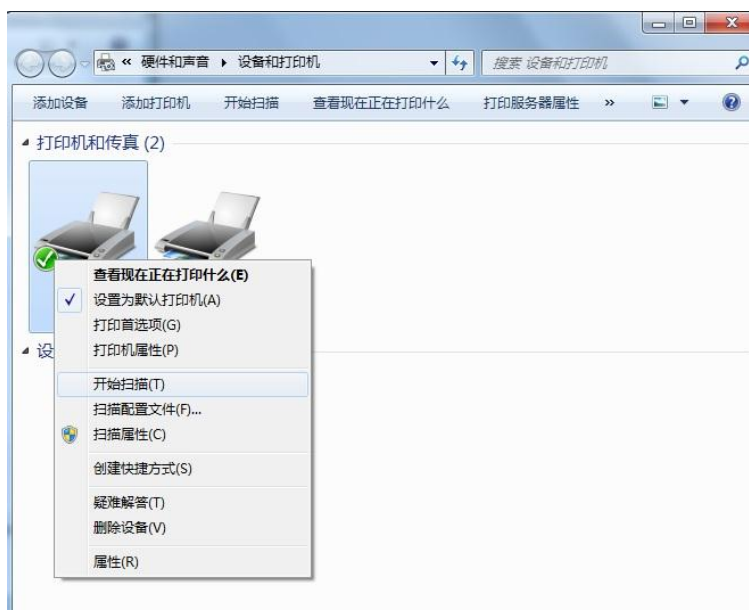 « 硬件和声音 ▸ 设备和打印机
搜索 设备和打印机
添加设备 添加打印机 开始扫描 查看现在正在打印什么 打印服务器属性 »
打印机和传真 (2)
查看现在正在打印什么(E)
设置为默认打印机(A)
打印首选项(G)
打印机属性(P)
设
开始扫描(T)
扫描配置文件(F)...
扫描属性(C)
创建快捷方式(S)
疑难解答(T)
删除设备(V)
属性(R)